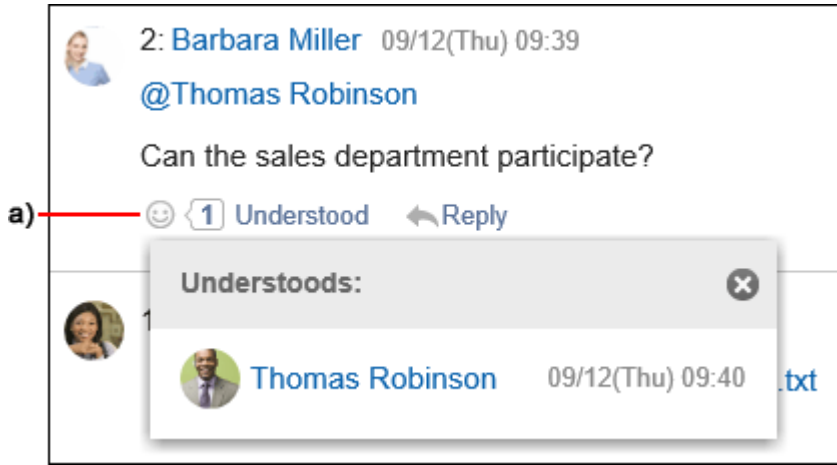 2: Barbara Miller 09/12(Thu) 09:39
@Thomas Robinson
Can the sales department participate?
a) 1 Understood Reply
Understoods:
1
Thomas Robinson 09/12(Thu) 09:40 .txt